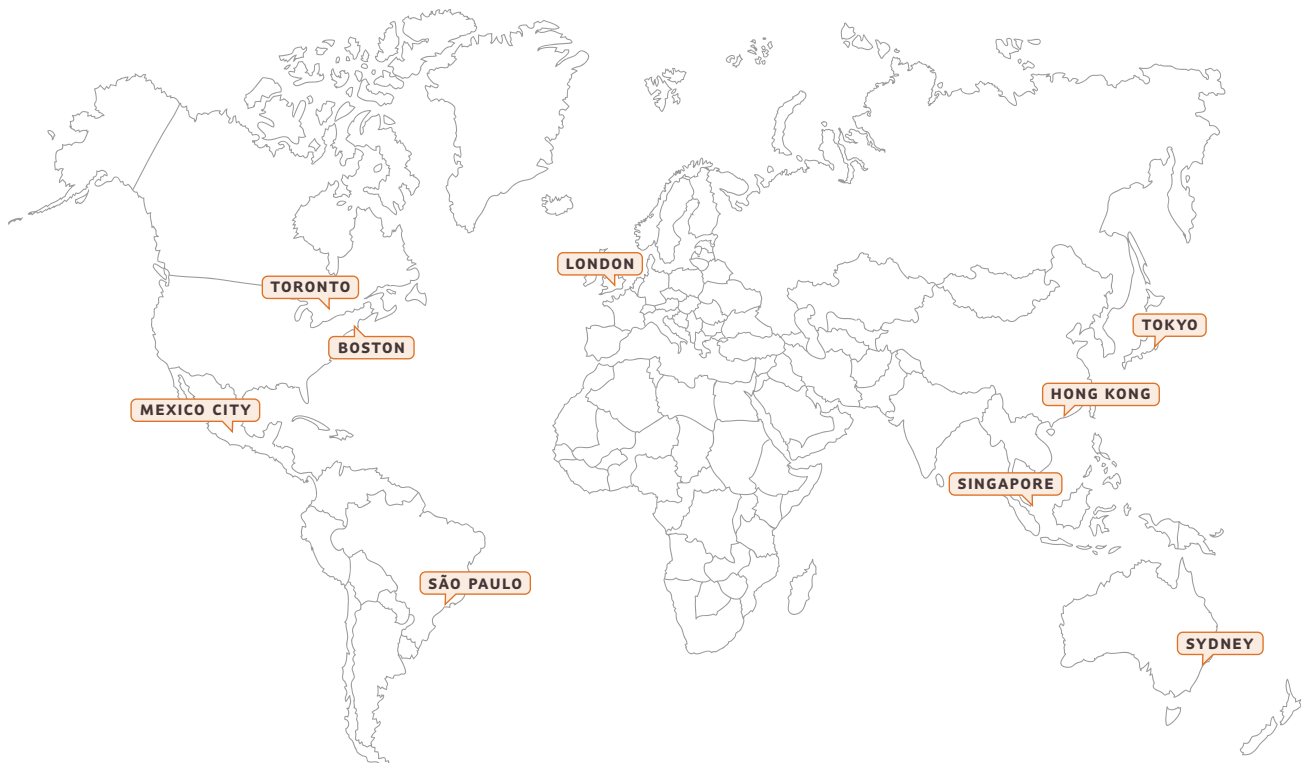 LONDON
TORONTO
TOKYO
BOSTON
HONG KONG
MEXICO CITY
SINGAPORE
SÃO PAULO
SYDNEY